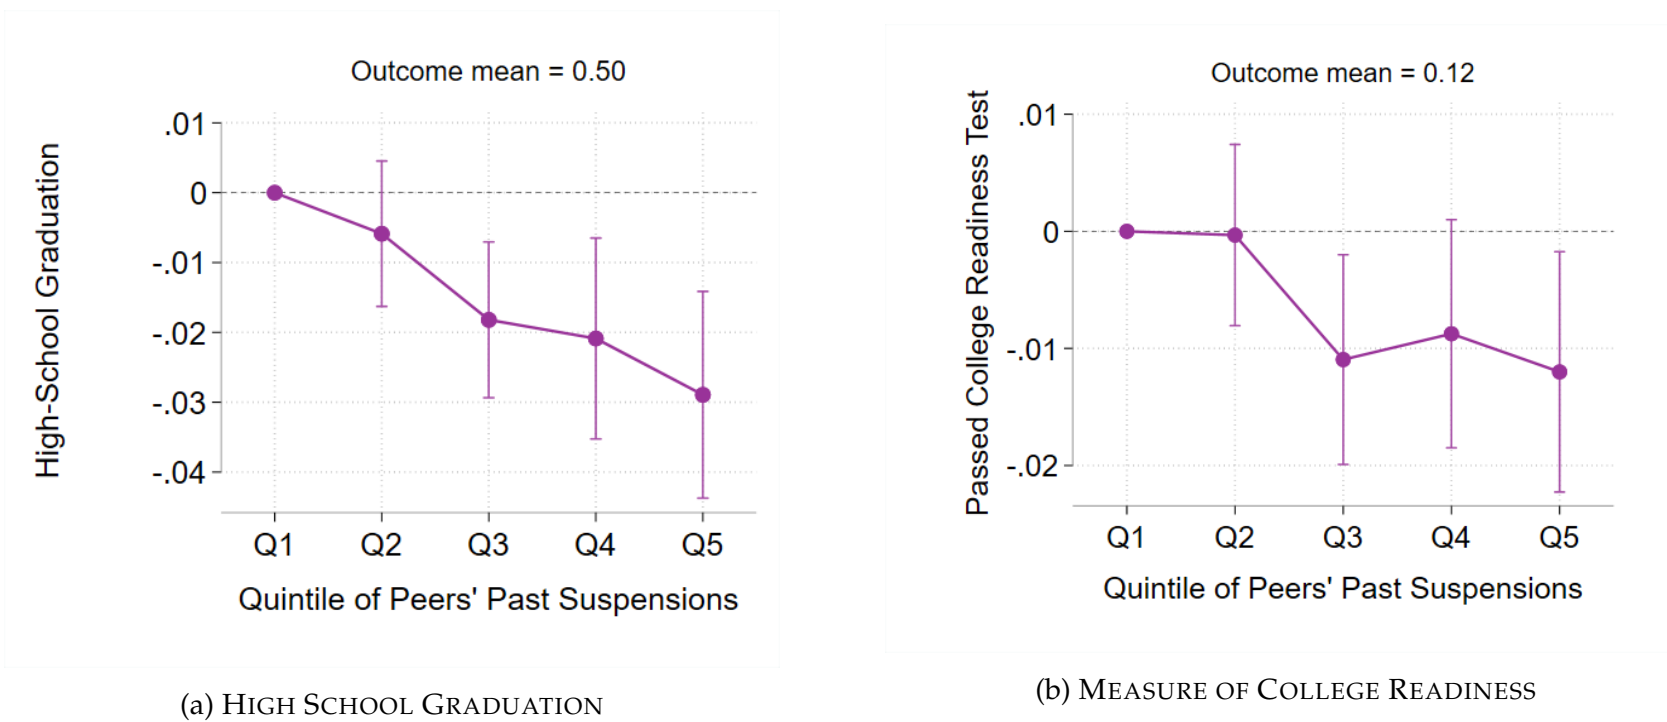 Outcome mean = 0.50
High-School Graduation
.01
0
-.01
-.02
-.03
-.04
Q1 Q2 Q3 Q4 Q5
Quintile of Peers' Past Suspensions
(a) HIGH SCHOOL GRADUATION
Outcome mean = 0.12
Passed College Readiness Test
.01
0
-.01
-.02
Q1 Q2 Q3 Q4 Q5
Quintile of Peers' Past Suspensions
(b) MEASURE OF COLLEGE READINESS